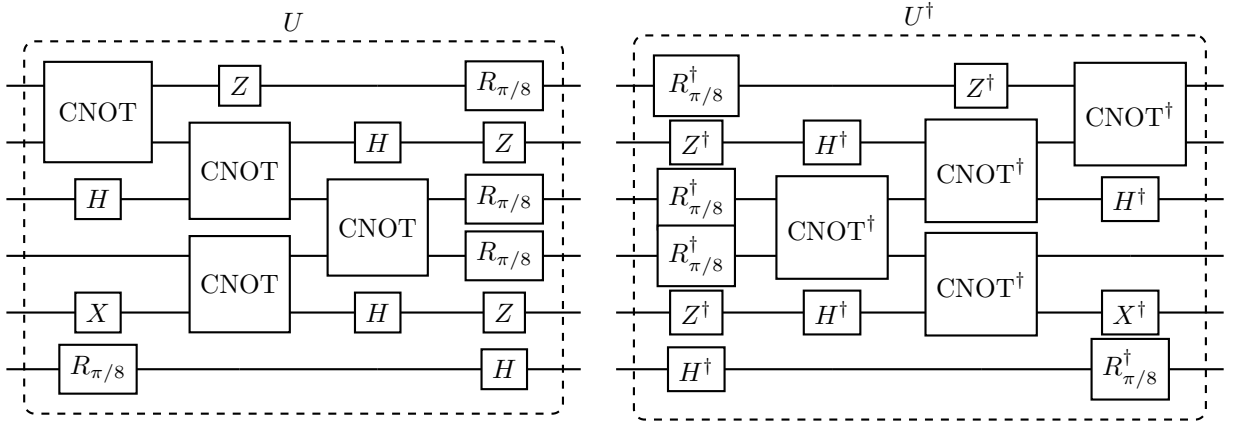 U
U†
CNOT Z R_{π/8} R†_{π/8} Z† CNOT†
CNOT H Z Z† H† CNOT†
H CNOT R_{π/8} R†_{π/8} CNOT† H†
CNOT R_{π/8} R†_{π/8} CNOT†
X H Z Z† H† X†
R_{π/8} H H† R†_{π/8}